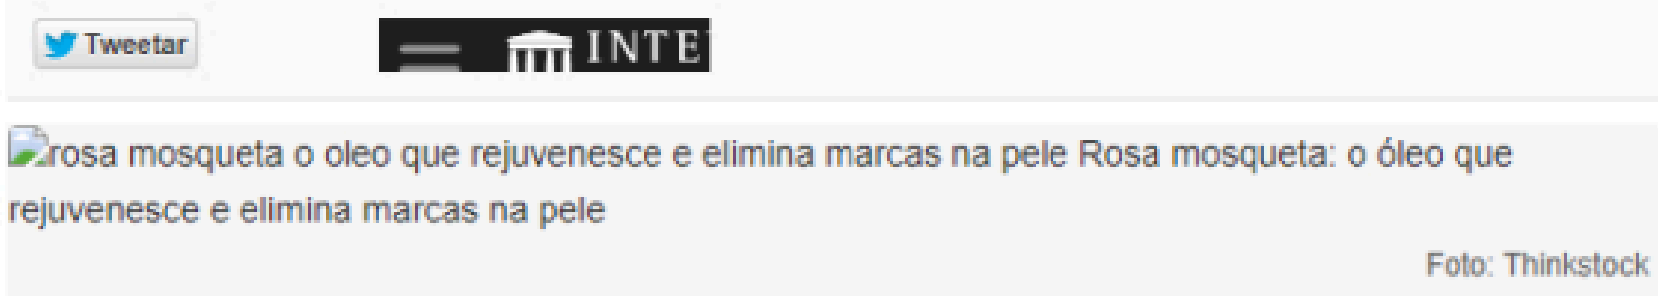 Tweetar
INTE
rosa mosqueta o oleo que rejuvenesce e elimina marcas na pele Rosa mosqueta: o óleo que
rejuvenesce e elimina marcas na pele
Foto: Thinkstock